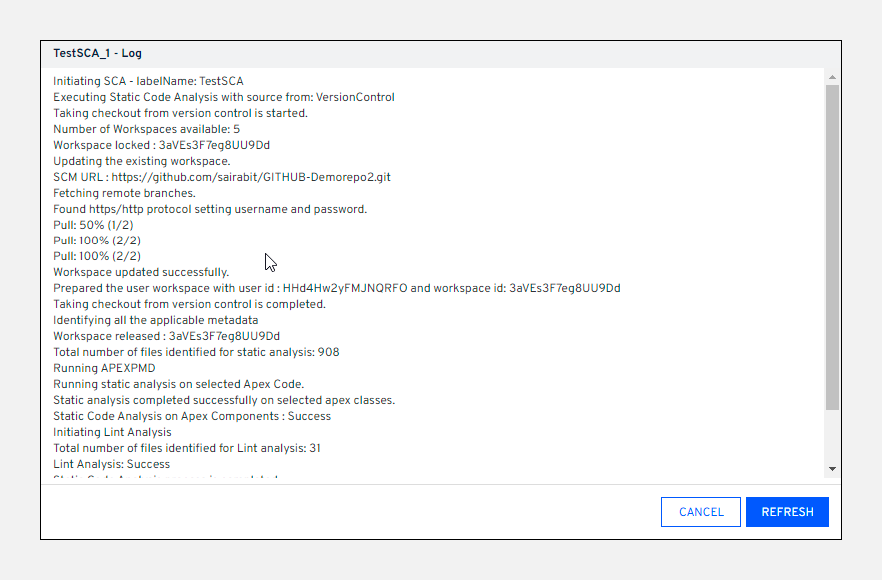 TestSCA_1 - Log
Initiating SCA - labelName: TestSCA
Executing Static Code Analysis with source from: VersionControl
Taking checkout from version control is started.
Number of Workspaces available: 5
Workspace locked : 3aVEs3F7eg8UU9Dd
Updating the existing workspace.
SCM URL : https://github.com/sairabit/GITHUB-Demorepo2.git
Fetching remote branches.
Found https/http protocol setting username and password.
Pull: 50% (1/2)
Pull: 100% (2/2)
Pull: 100% (2/2)
Workspace updated successfully.
Prepared the user workspace with user id : HHd4Hw2yFMJNQRFO and workspace id: 3aVEs3F7eg8UU9Dd
Taking checkout from version control is completed.
Identifying all the applicable metadata
Workspace released : 3aVEs3F7eg8UU9Dd
Total number of files identified for static analysis: 908
Running APEXPMD
Running static analysis on selected Apex Code.
Static analysis completed successfully on selected apex classes.
Static Code Analysis on Apex Components : Success
Initiating Lint Analysis
Total number of files identified for Lint analysis: 31
Lint Analysis: Success
CANCEL
REFRESH